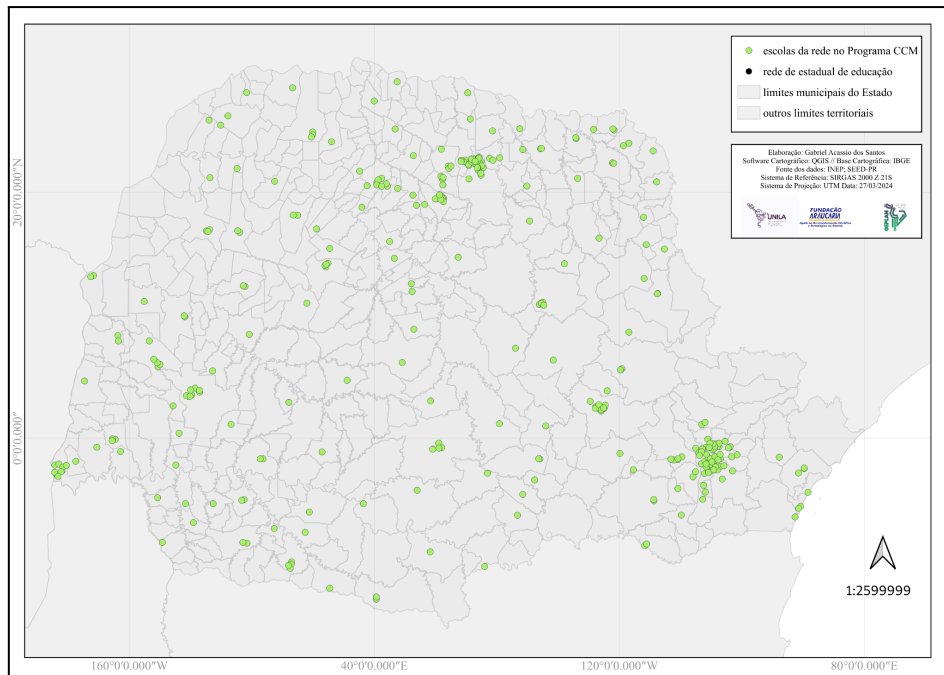 escolas da rede no Programa CCM
rede de estadual de educação
limites municipais do Estado
outros limites territoriais
Elaboração: Gabriel Acassio dos Santos
Software Cartográfico: QGIS // Base Cartográfica: IBGE
Fonte dos dados: INEP; SEED-PR
Sistema de Referência: SIRGAS 2000 Z 21S
Sistema de Projeção: UTM Data: 27/03/2024
UNILA
FUNDAÇÃO
ARAUCÁRIA
20°0'0.000"N
0°0'0.000"
1:2599999
160°0'0.000"W
40°0'0.000"E
120°0'0.000"W
80°0'0.000"E